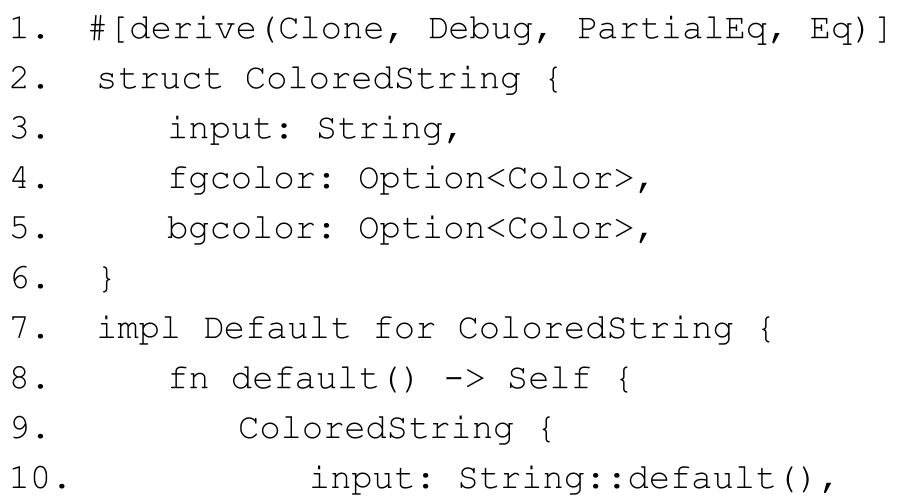 1. #[derive(Clone, Debug, PartialEq, Eq)]
2. struct ColoredString {
3. input: String,
4. fgcolor: Option<Color>,
5. bgcolor: Option<Color>,
6. }
7. impl Default for ColoredString {
8. fn default() -> Self {
9. ColoredString {
10. input: String::default(),